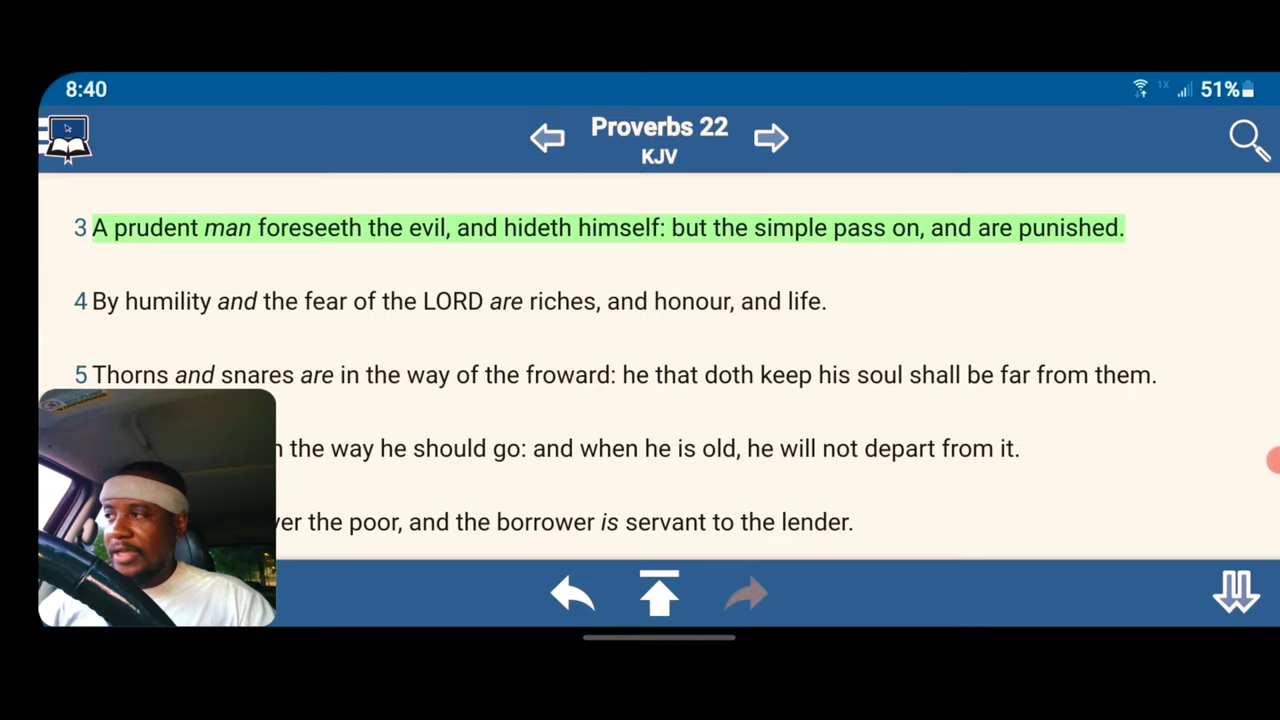 8:40
1X
51%
Proverbs 22
KJV
3 A prudent man foreseeth the evil, and hideth himself: but the simple pass on, and are punished.
4 By humility and the fear of the LORD are riches, and honour, and life.
5 Thorns and snares are in the way of the froward: he that doth keep his soul shall be far from them.
the way he should go: and when he is old, he will not depart from it.
the poor, and the borrower is servant to the lender.